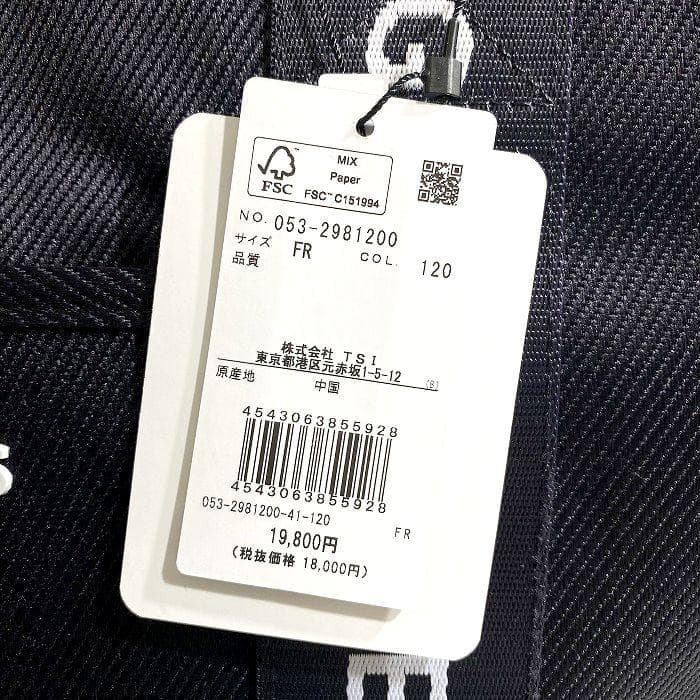 G
MIX
Paper
FSC™ C151994
FSC™
NO. 053-2981200
サイズ FR COL. 120
品質
株式会社 TSI
東京都港区元赤坂1-5-12 (B)
原産地 中国
4543063855928
4543063855928
053-2981200-41-120 FR
19,800円
(税抜価格 18,000円)
S
E